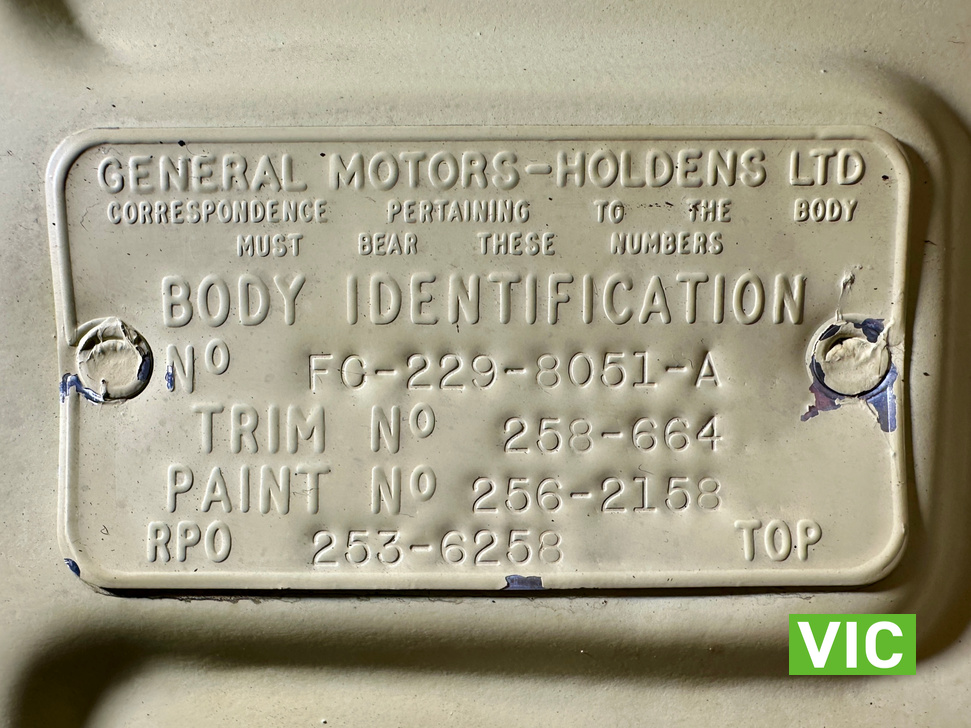 GENERAL MOTORS-HOLDENS LTD
CORRESPONDENCE PERTAINING TO THE BODY
MUST BEAR THESE NUMBERS
BODY IDENTIFICATION
Nº FC-229-8051-A
TRIM Nº 258-664
PAINT Nº 256-2158
RPO 253-6258 TOP
VIC